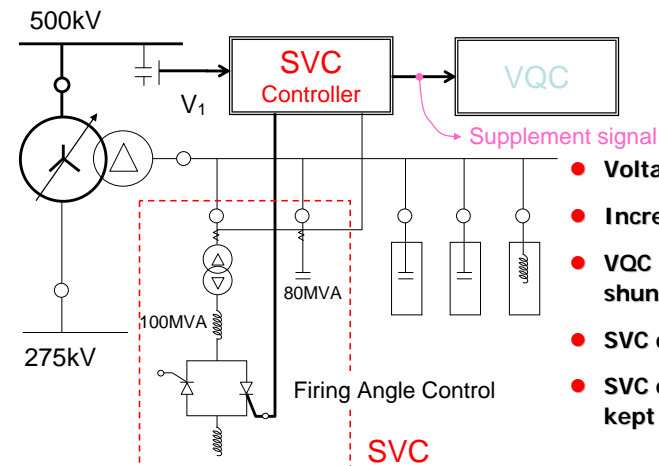 500kV
SVC
Controller
VQC
V1
Supplement signal
Volta
Incre
VQC
shun
80MVA
100MVA
SVC
SVC
kept
275kV
Firing Angle Control
SVC